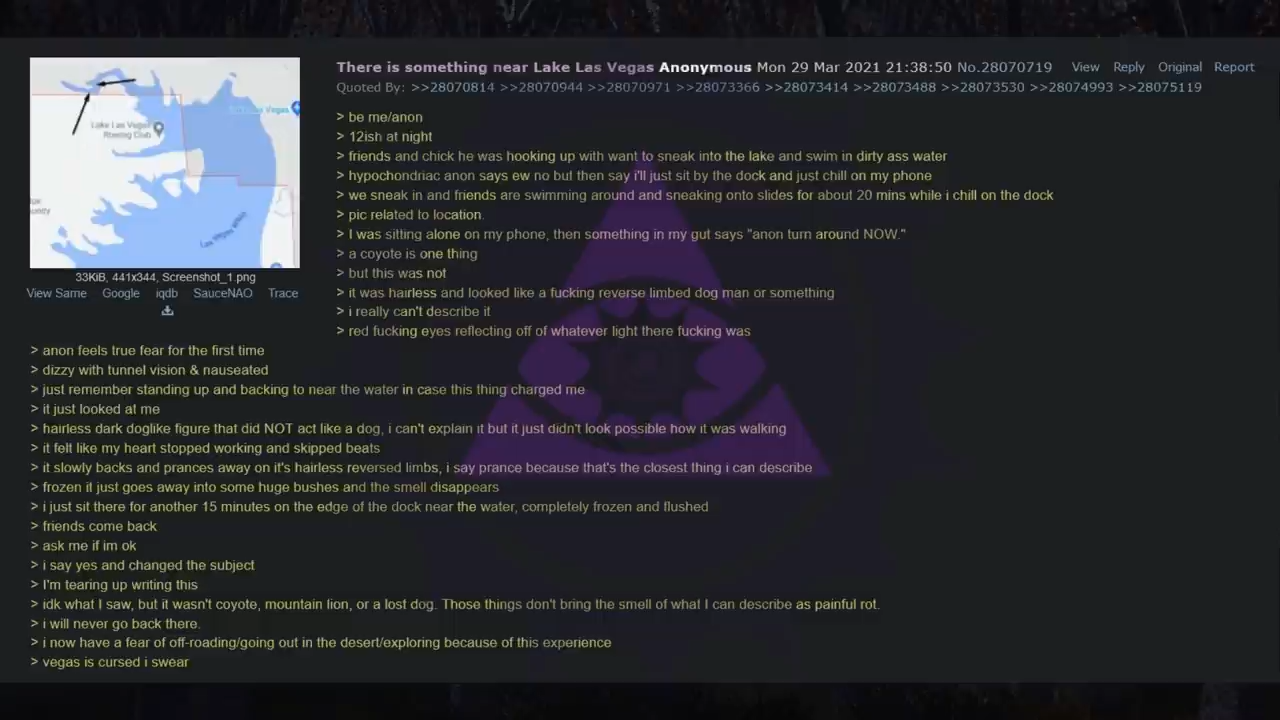 There is something near Lake Las Vegas Anonymous Mon 29 Mar 2021 21:38:50 No.28070719 View Reply Original Report
Quoted By: >>28070814 >>28070944 >>28070971 >>28073366 >>28073414 >>28073488 >>28073530 >>28074993 >>28075119
Lake Las Vegas
Rowing Club
Las Vegas Wash
33KiB, 441x344, Screenshot_1.png
View Same Google iqdb SauceNAO Trace
> be me/anon
> 12ish at night
> friends and chick he was hooking up with want to sneak into the lake and swim in dirty ass water
> hypochondriac anon says ew no but then say i'll just sit by the dock and just chill on my phone
> we sneak in and friends are swimming around and sneaking onto slides for about 20 mins while i chill on the dock
> pic related to location.
> I was sitting alone on my phone, then something in my gut says "anon turn around NOW."
> a coyote is one thing
> but this was not
> it was hairless and looked like a fucking reverse limbed dog man or something
> i really can't describe it
> red fucking eyes reflecting off of whatever light there fucking was
> anon feels true fear for the first time
> dizzy with tunnel vision & nauseated
> just remember standing up and backing to near the water in case this thing charged me
> it just looked at me
> hairless dark doglike figure that did NOT act like a dog, i can't explain it but it just didn't look possible how it was walking
> it felt like my heart stopped working and skipped beats
> it slowly backs and prances away on it's hairless reversed limbs, i say prance because that's the closest thing i can describe
> frozen it just goes away into some huge bushes and the smell disappears
> i just sit there for another 15 minutes on the edge of the dock near the water, completely frozen and flushed
> friends come back
> ask me if im ok
> i say yes and changed the subject
> I'm tearing up writing this
> idk what I saw, but it wasn't coyote, mountain lion, or a lost dog. Those things don't bring the smell of what I can describe as painful rot.
> i will never go back there.
> i now have a fear of off-roading/going out in the desert/exploring because of this experience
> vegas is cursed i swear